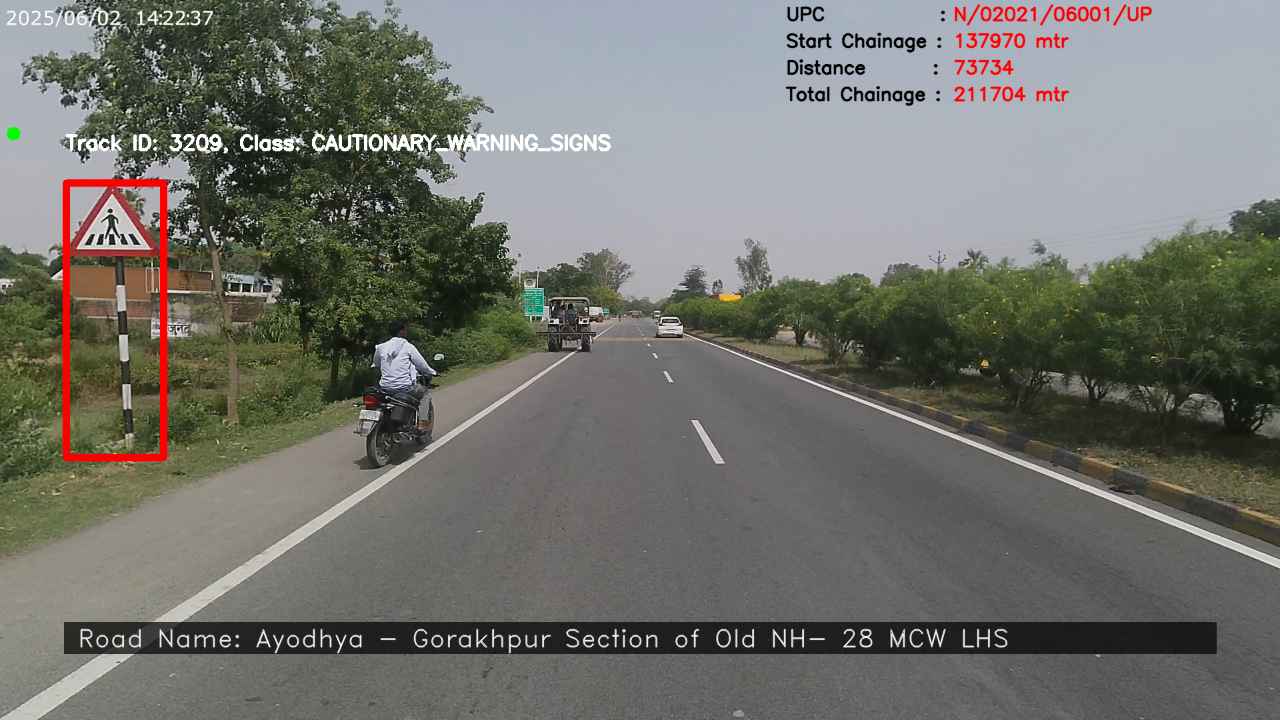 2025/06/02 14:22:37
UPC : N/02021/06001/UP
Start Chainage : 137970 mtr
Distance : 73734
Total Chainage : 211704 mtr
Track ID: 3209, Class: CAUTIONARY_WARNING_SIGNS
Road Name: Ayodhya - Gorakhpur Section of Old NH- 28 MCW LHS